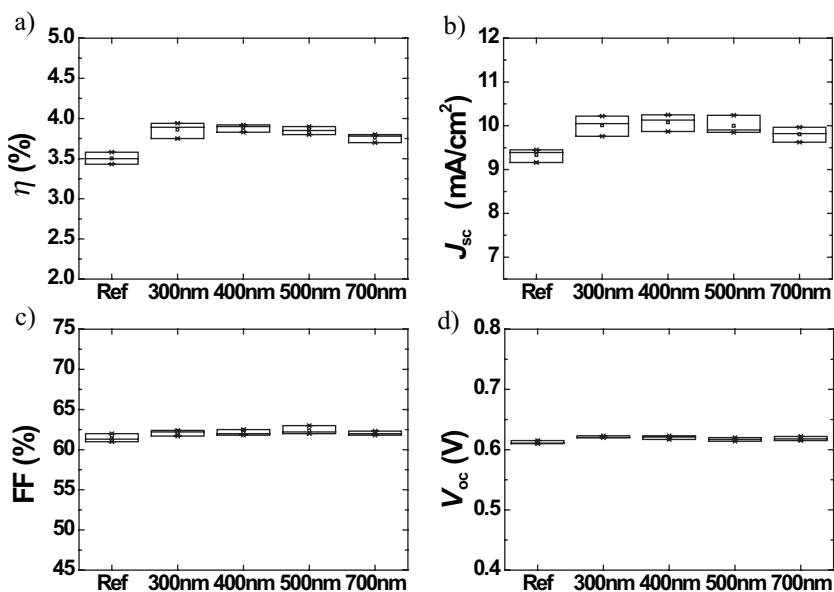 a)
η (%)
5.0
4.5
4.0
3.5
3.0
2.5
2.0
Ref 300nm 400nm 500nm 700nm
b)
J_sc (mA/cm²)
12
11
10
9
8
7
Ref 300nm 400nm 500nm 700nm
c)
FF (%)
75
70
65
60
55
50
45
Ref 300nm 400nm 500nm 700nm
d)
V_oc (V)
0.8
0.7
0.6
0.5
0.4
Ref 300nm 400nm 500nm 700nm